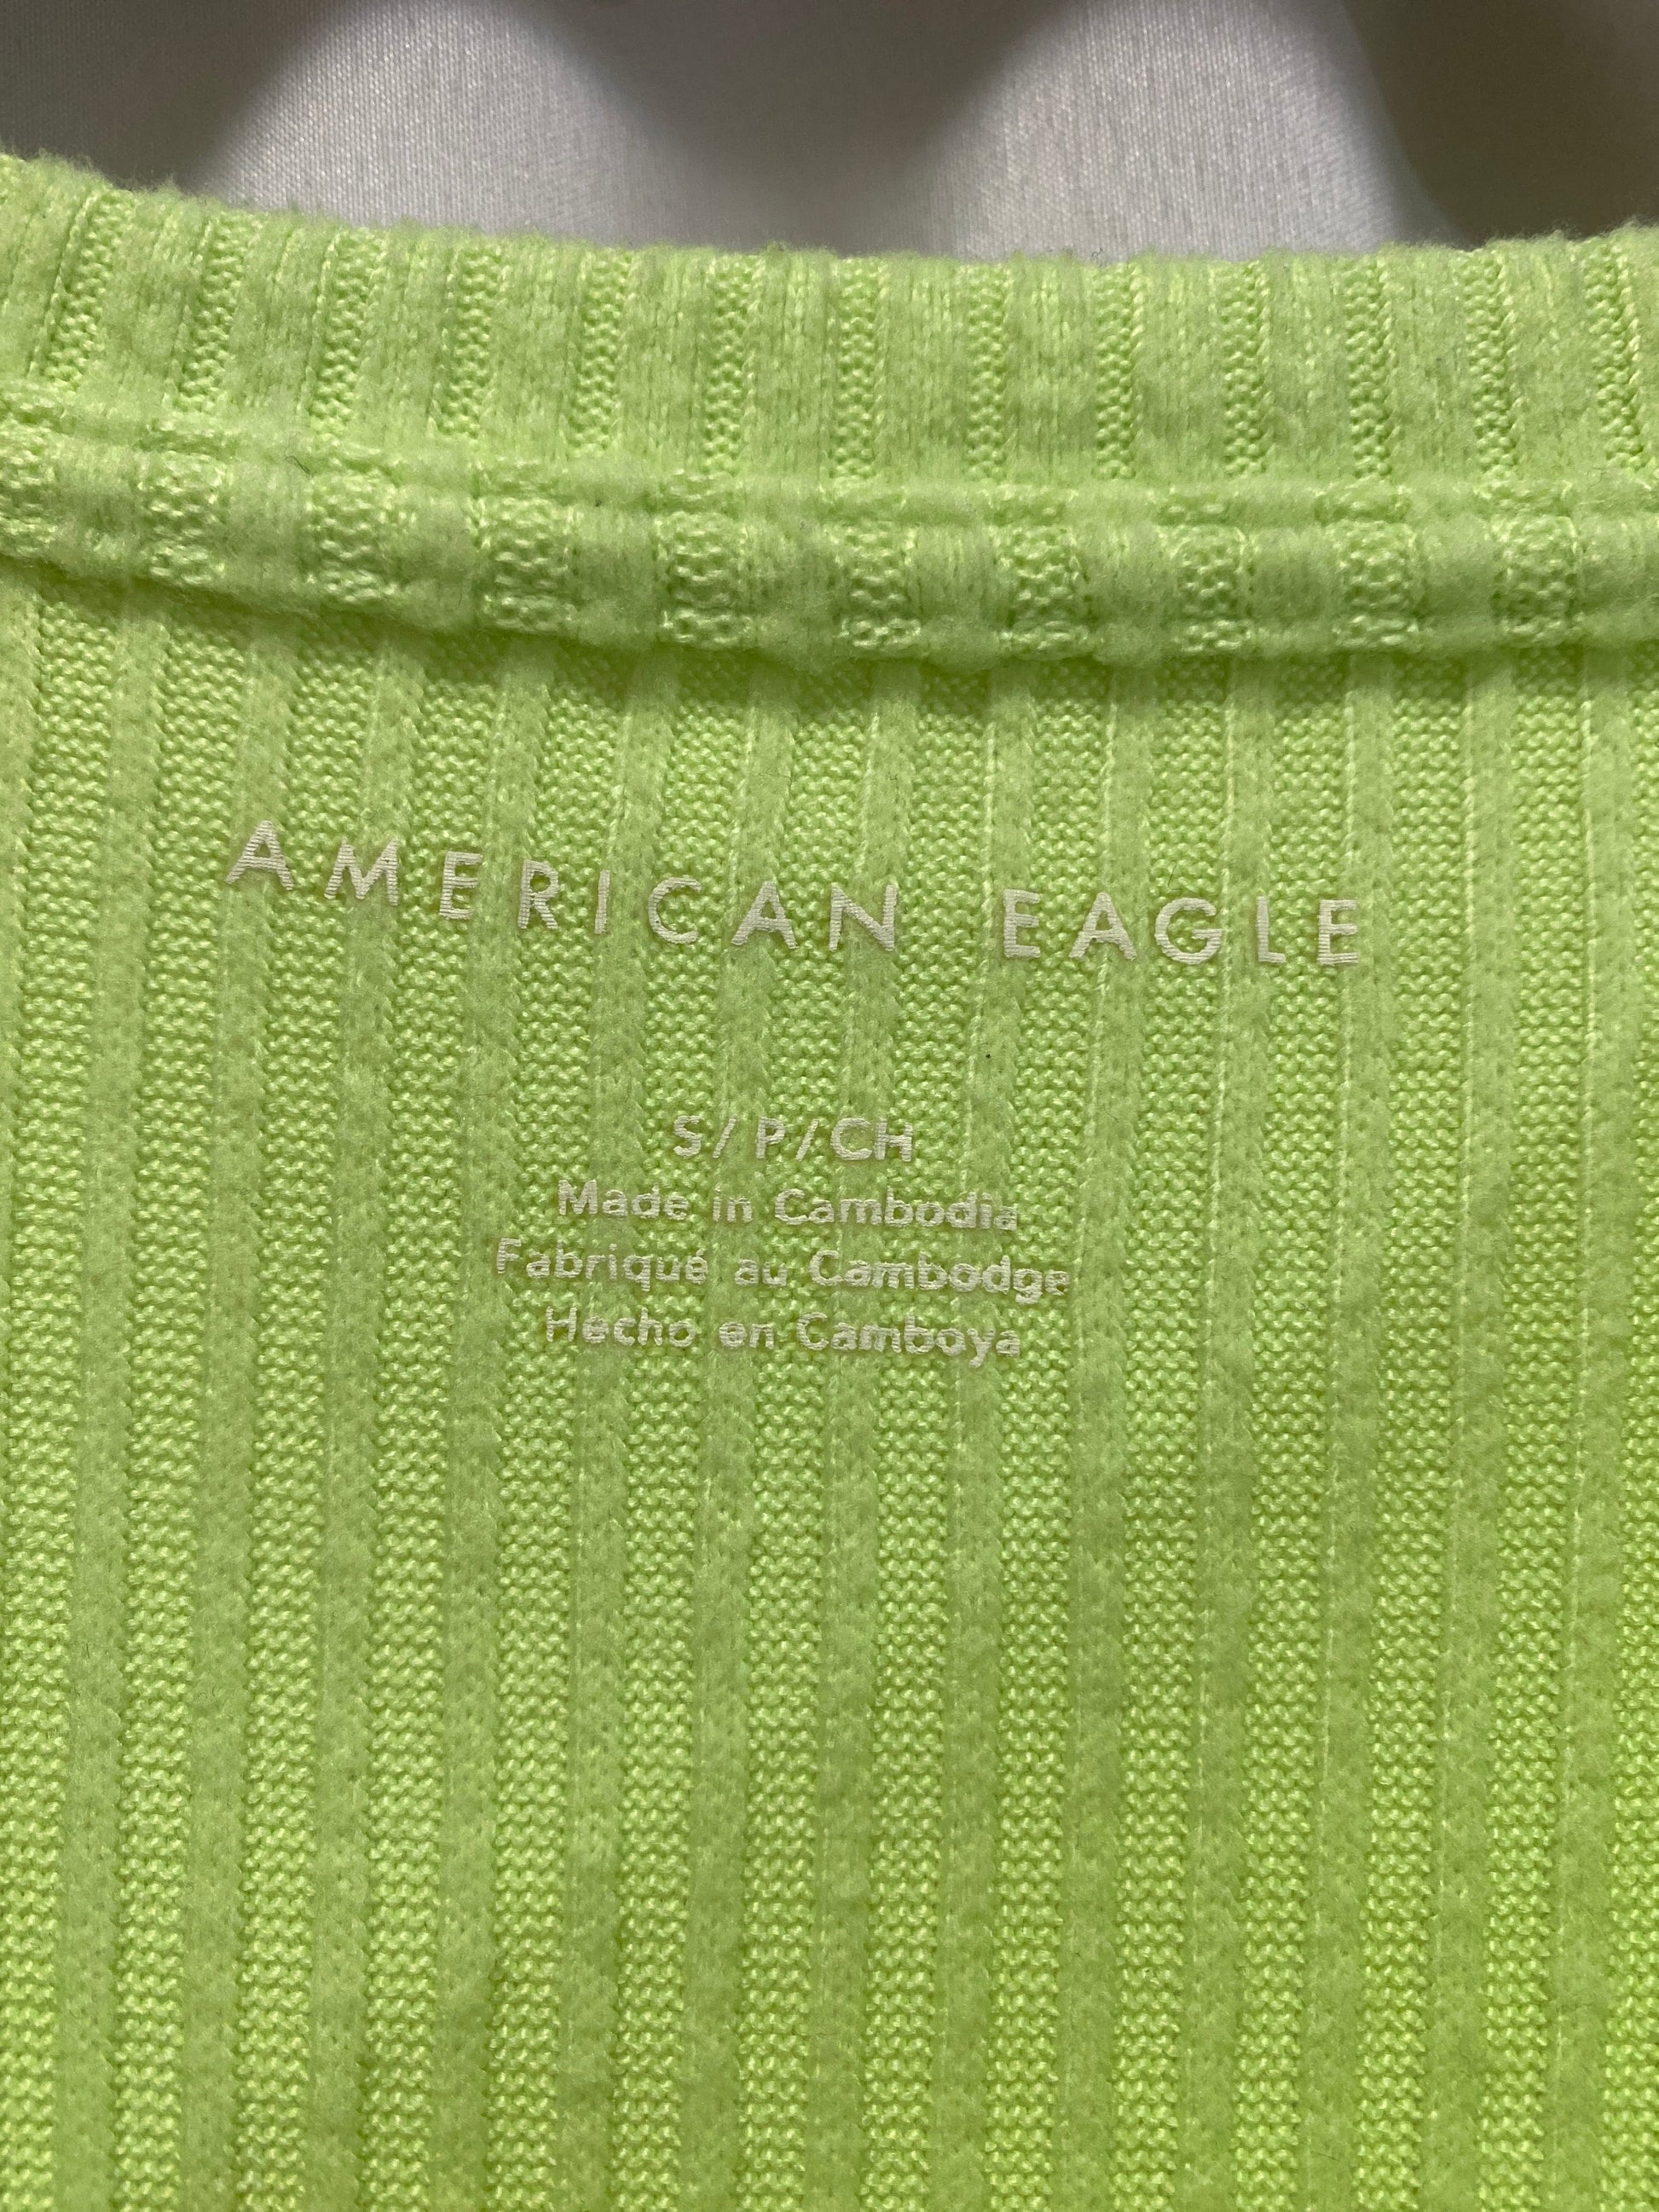 AMERICAN EAGLE
S/P/CH
Made in Cambodia
Fabriqué au Cambodge
Hecho en Camboya